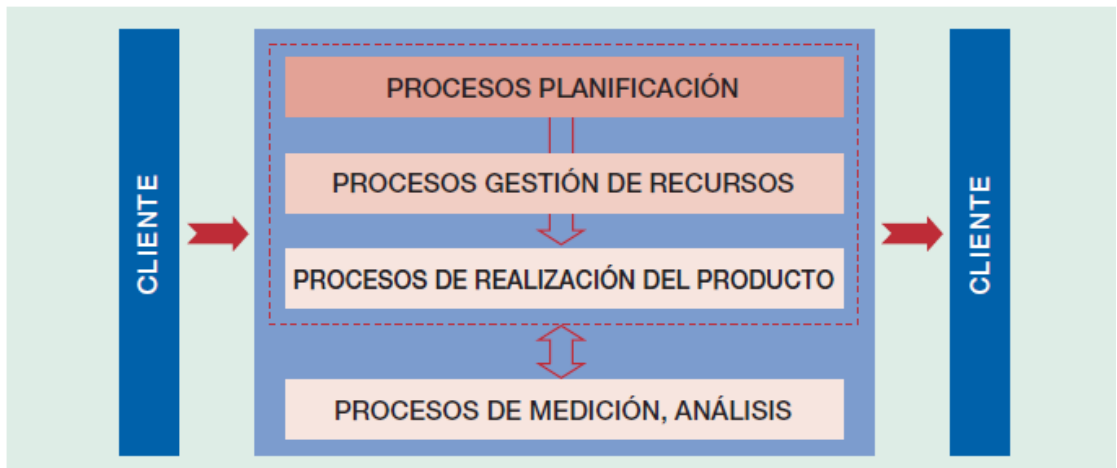 CLIENTE
PROCESOS PLANIFICACIÓN
PROCESOS GESTIÓN DE RECURSOS
PROCESOS DE REALIZACIÓN DEL PRODUCTO
PROCESOS DE MEDICIÓN, ANÁLISIS
CLIENTE